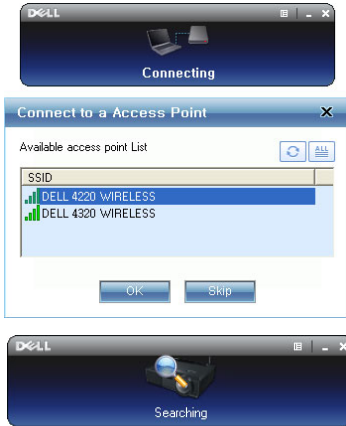 DELL
Connecting
Connect to a Access Point
Available access point List
ALL
SSID
DELL 4220 WIRELESS
DELL 4320 WIRELESS
OK
Skip
DELL
Searching